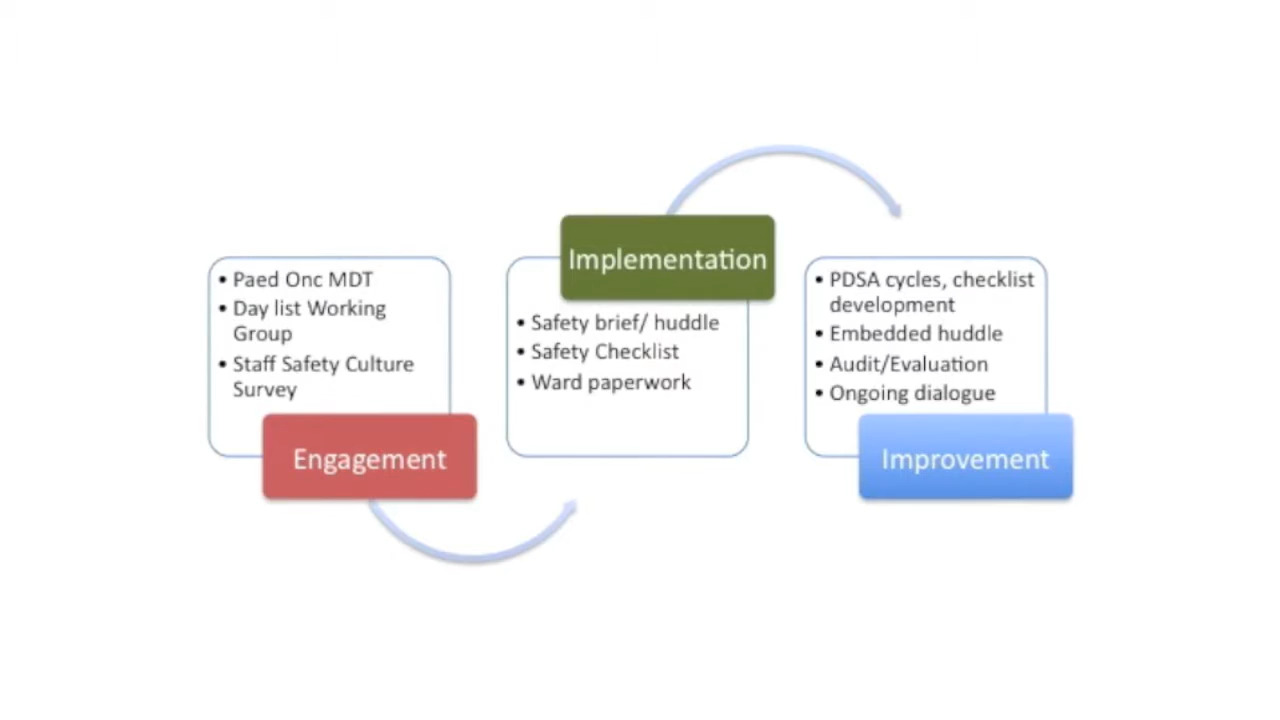 • Paed Onc MDT
• Day list Working
Group
• Staff Safety Culture
Survey
Engagement
Implementation
• Safety brief/ huddle
• Safety Checklist
• Ward paperwork
• PDSA cycles, checklist
development
• Embedded huddle
• Audit/Evaluation
• Ongoing dialogue
Improvement